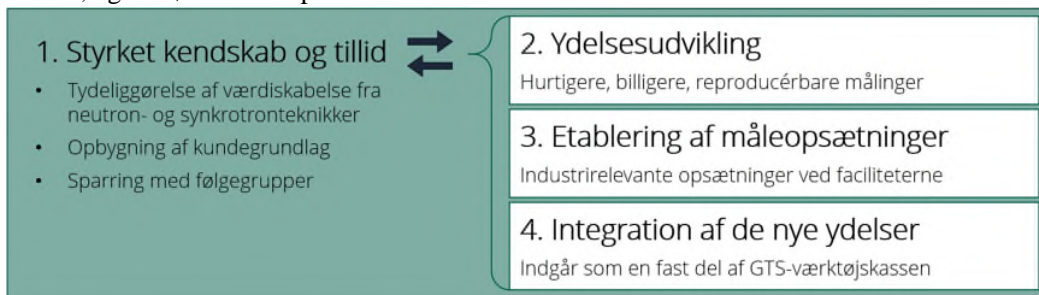 1. Styrket kendskab og tillid
• Tydeliggørelse af værdiskabelse fra
neutron- og synkrotronteknikker
• Opbygning af kundegrundlag
• Sparring med følgegrupper
2. Ydelsesudvikling
Hurtigere, billigere, reproducérbare målinger
3. Etablering af måleopsætninger
Industrirelevante opsætninger ved faciliteterne
4. Integration af de nye ydelser
Indgår som en fast del af GTS-værktøjskassen